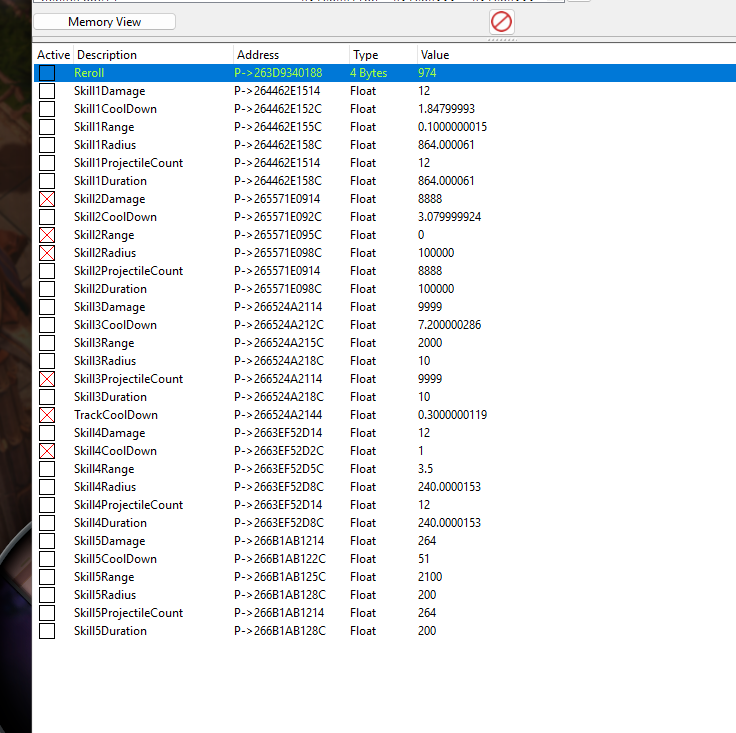 Memory View
Active Description Address Type Value
Reroll P->263D9340188 4 Bytes 974
Skill1Damage P->264462E1514 Float 12
Skill1CoolDown P->264462E152C Float 1.84799993
Skill1Range P->264462E155C Float 0.1000000015
Skill1Radius P->264462E158C Float 864.000061
Skill1ProjectileCount P->264462E1514 Float 12
Skill1Duration P->264462E158C Float 864.000061
Skill2Damage P->265571E0914 Float 8888
Skill2CoolDown P->265571E092C Float 3.079999924
Skill2Range P->265571E095C Float 0
Skill2Radius P->265571E098C Float 100000
Skill2ProjectileCount P->265571E0914 Float 8888
Skill2Duration P->265571E098C Float 100000
Skill3Damage P->266524A2114 Float 9999
Skill3CoolDown P->266524A212C Float 7.200000286
Skill3Range P->266524A215C Float 2000
Skill3Radius P->266524A218C Float 10
Skill3ProjectileCount P->266524A2114 Float 9999
Skill3Duration P->266524A218C Float 10
TrackCoolDown P->266524A2144 Float 0.3000000119
Skill4Damage P->2663EF52D14 Float 12
Skill4CoolDown P->2663EF52D2C Float 1
Skill4Range P->2663EF52D5C Float 3.5
Skill4Radius P->2663EF52D8C Float 240.0000153
Skill4ProjectileCount P->2663EF52D14 Float 12
Skill4Duration P->2663EF52D8C Float 240.0000153
Skill5Damage P->266B1AB1214 Float 264
Skill5CoolDown P->266B1AB122C Float 51
Skill5Range P->266B1AB125C Float 2100
Skill5Radius P->266B1AB128C Float 200
Skill5ProjectileCount P->266B1AB1214 Float 264
Skill5Duration P->266B1AB128C Float 200